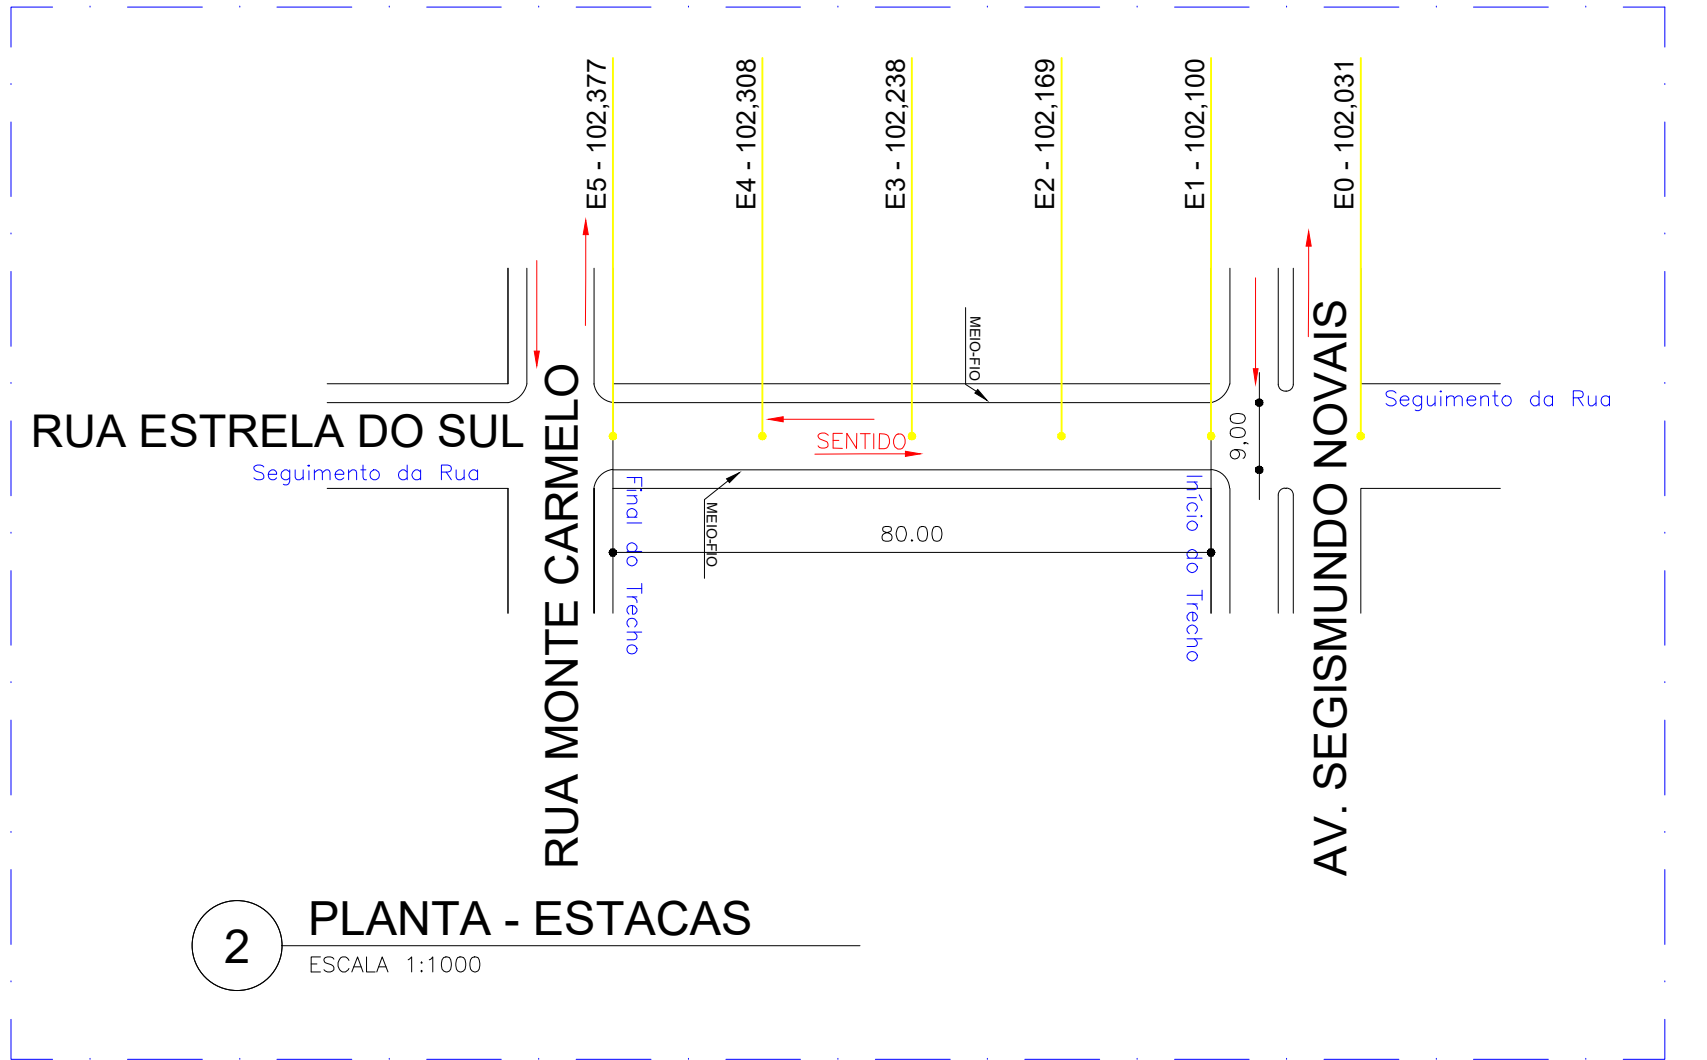 E5 - 102,377
E4 - 102,308
E3 - 102,238
E2 - 102,169
E1 - 102,100
E0 - 102,031
MEIO-FIO
Seguimento da Rua
RUA ESTRELA DO SUL
SENTIDO
9,00
Seguimento da Rua
RUA MONTE CARMELO
Final do Trecho
MEIO-FIO
80.00
Início do Trecho
AV. SEGISMUNDO NOVAIS
2
PLANTA - ESTACAS
ESCALA 1:1000